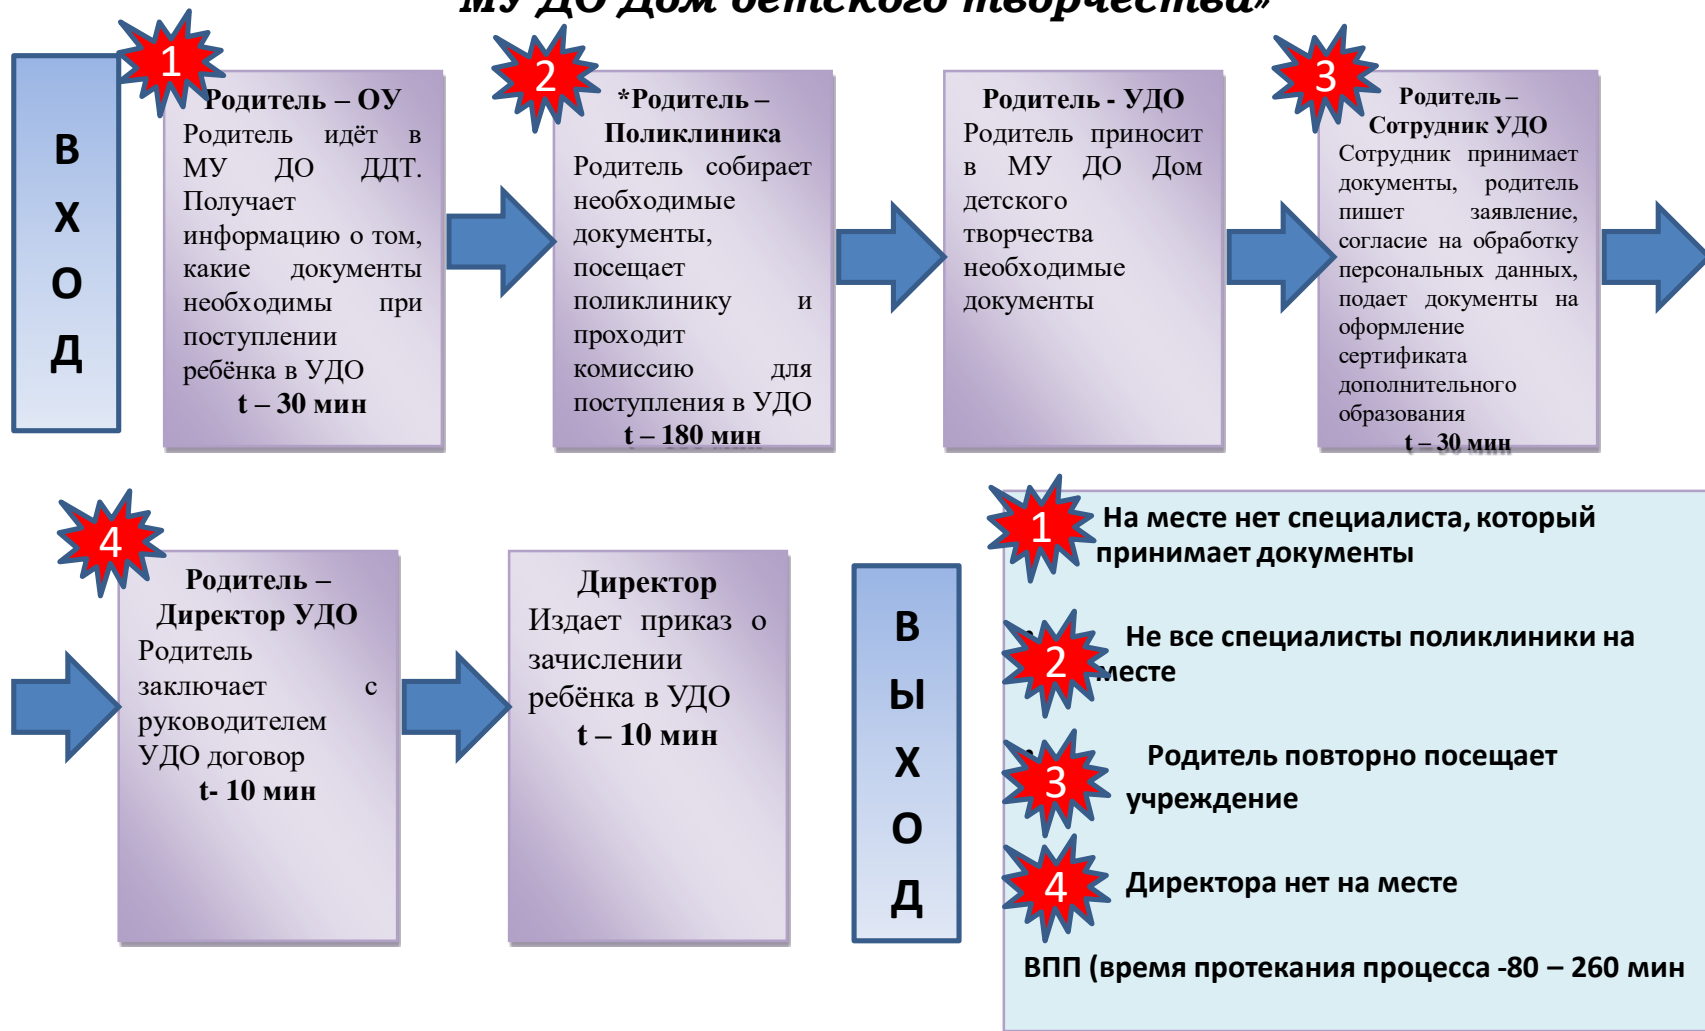 МУ ДО Дом детского творчества»
В
Х
О
Д
1
Родитель – ОУ
Родитель идёт в
МУ ДО ДДТ.
Получает
информацию о том,
какие документы
необходимы при
поступлении
ребёнка в УДО
t – 30 мин
2
*Родитель –
Поликлиника
Родитель собирает
необходимые
документы,
посещает
поликлинику и
проходит
комиссию для
поступления в УДО
t – 180 мин
Родитель - УДО
Родитель приносит
в МУ ДО Дом
детского
творчества
необходимые
документы
3
Родитель –
Сотрудник УДО
Сотрудник принимает
документы, родитель
пишет заявление,
согласие на обработку
персональных данных,
подает документы на
оформление
сертификата
дополнительного
образования
t – 30 мин
4
Родитель –
Директор УДО
Родитель
заключает с
руководителем
УДО договор
t- 10 мин
Директор
Издает приказ о
зачислении
ребёнка в УДО
t – 10 мин
В
Ы
Х
О
Д
1
На месте нет специалиста, который
принимает документы
2
Не все специалисты поликлиники на
месте
3
Родитель повторно посещает
учреждение
4
Директора нет на месте
ВПП (время протекания процесса -80 – 260 мин